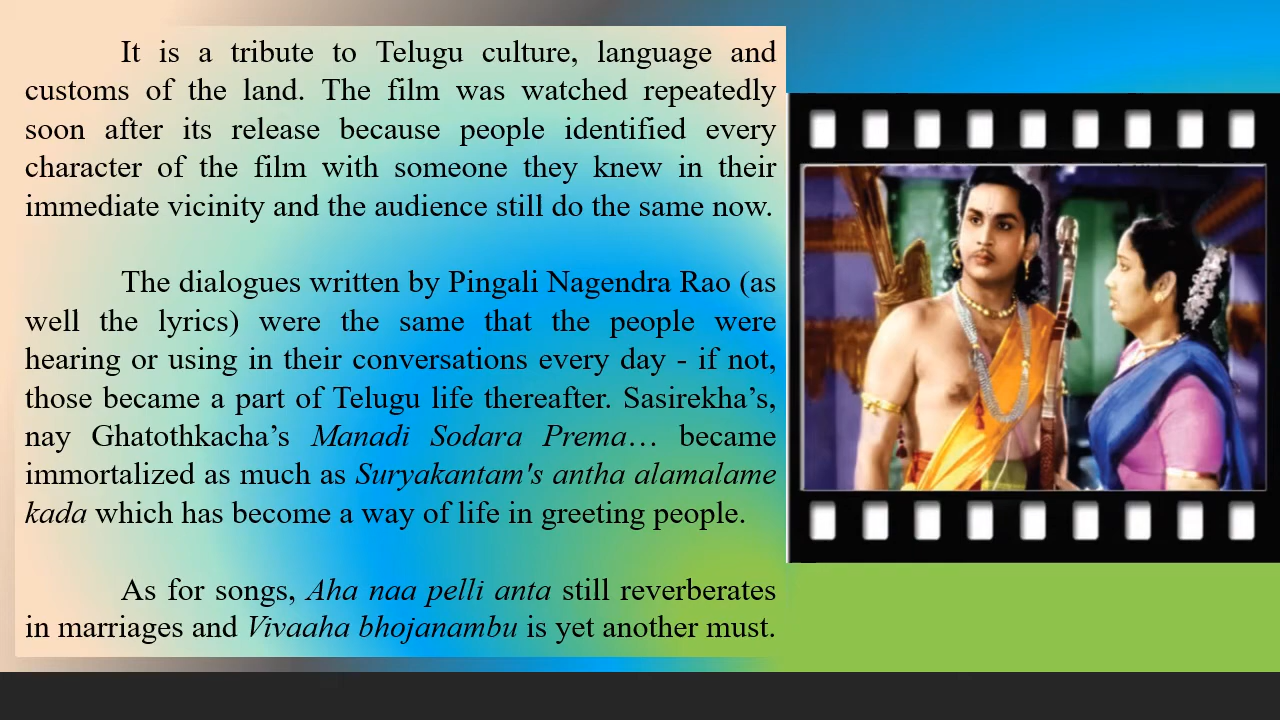 It is a tribute to Telugu culture, language and
customs of the land. The film was watched repeatedly
soon after its release because people identified every
character of the film with someone they knew in their
immediate vicinity and the audience still do the same now.
The dialogues written by Pingali Nagendra Rao (as
well the lyrics) were the same that the people were
hearing or using in their conversations every day - if not,
those became a part of Telugu life thereafter. Sasirekha’s,
nay Ghatothkacha’s Manadi Sodara Prema… became
immortalized as much as Suryakantam's antha alamalame
kada which has become a way of life in greeting people.
As for songs, Aha naa pelli anta still reverberates
in marriages and Vivaaha bhojanambu is yet another must.